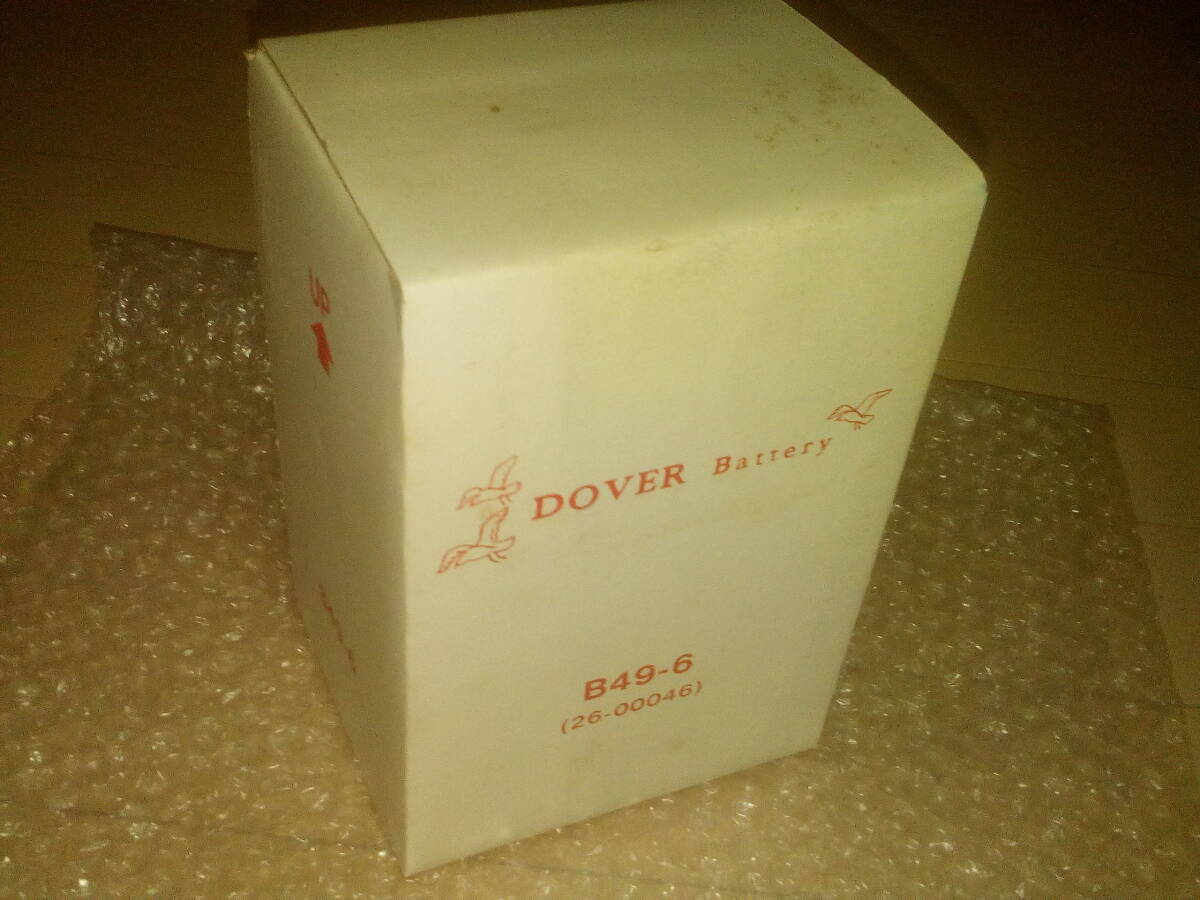 UP
DOVER Battery
B49-6
(26-00046)